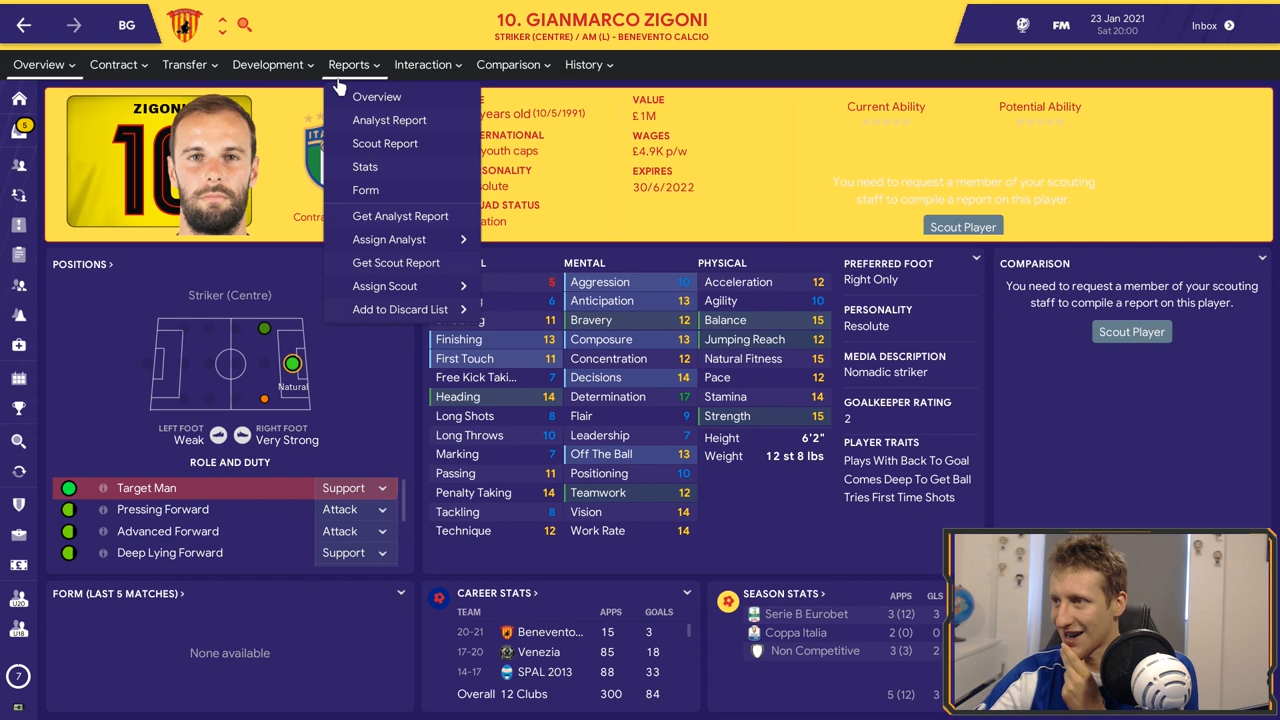 BG
10. GIANMARCO ZIGONI
STRIKER (CENTRE) / AM (L) - BENEVENTO CALCIO
FM
23 Jan 2021
Sat 20:00
Inbox
Overview
Contract
Transfer
Development
Reports
Interaction
Comparison
History
5
ZIGONI
10
Overview
Analyst Report
Scout Report
Stats
Form
Get Analyst Report
Assign Analyst
Get Scout Report
Assign Scout
Add to Discard List
years old (10/5/1991)
youth caps
VALUE
£1M
WAGES
£4.9K p/w
EXPIRES
30/6/2022
Current Ability
Potential Ability
You need to request a member of your scouting
staff to compile a report on this player.
Scout Player
POSITIONS
Striker (Centre)
Natural
LEFT FOOT
Weak
RIGHT FOOT
Very Strong
ROLE AND DUTY
Target Man Support
Pressing Forward Attack
Advanced Forward Attack
Deep Lying Forward Support
5
6
11
Finishing 13
First Touch 11
Free Kick Taki... 7
Heading 14
Long Shots 8
Long Throws 10
Marking 7
Passing 11
Penalty Taking 14
Tackling 8
Technique 12
MENTAL
Aggression 10
Anticipation 13
Bravery 12
Composure 13
Concentration 12
Decisions 14
Determination 17
Flair 9
Leadership 7
Off The Ball 13
Positioning 10
Teamwork 12
Vision 14
Work Rate 14
PHYSICAL
Acceleration 12
Agility 10
Balance 15
Jumping Reach 12
Natural Fitness 15
Pace 12
Stamina 14
Strength 15
Height 6'2"
Weight 12 st 8 lbs
PREFERRED FOOT
Right Only
PERSONALITY
Resolute
MEDIA DESCRIPTION
Nomadic striker
GOALKEEPER RATING
2
PLAYER TRAITS
Plays With Back To Goal
Comes Deep To Get Ball
Tries First Time Shots
COMPARISON
You need to request a member of your scouting
staff to compile a report on this player.
Scout Player
FORM (LAST 5 MATCHES)
None available
CAREER STATS
TEAM APPS GOALS
20-21 Benevento... 15 3
17-20 Venezia 85 18
14-17 SPAL 2013 88 33
Overall 12 Clubs 300 84
SEASON STATS
APPS GLS
Serie B Eurobet 3 (12) 3
Coppa Italia 2 (0) 0
Non Competitive 3 (3) 2
5 (12) 3
U20
U18
7